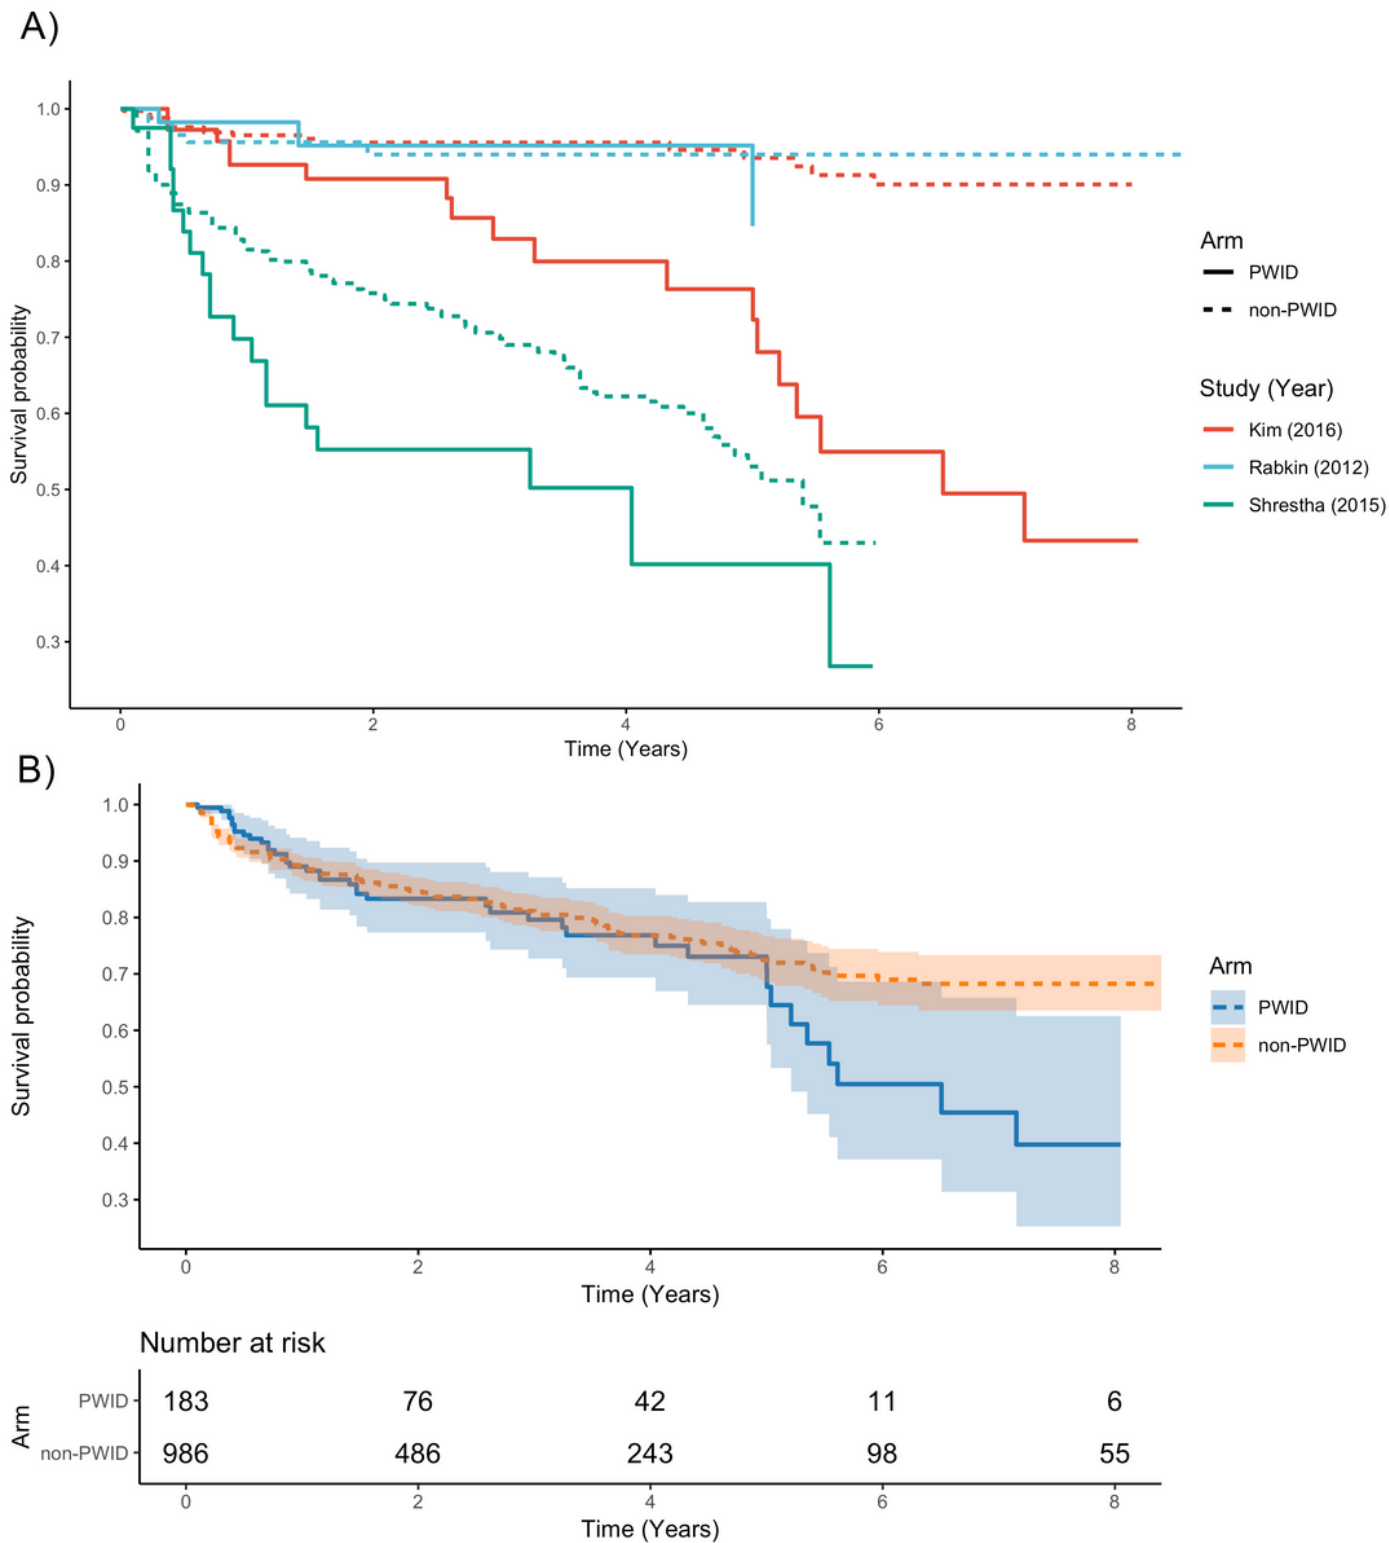 A)
1.0
0.9
0.8
0.7
0.6
0.5
0.4
0.3
Survival probability
0 2 4 6 8
Time (Years)
Arm
PWID
non-PWID
Study (Year)
Kim (2016)
Rabkin (2012)
Shrestha (2015)
B)
1.0
0.9
0.8
0.7
0.6
0.5
0.4
0.3
Survival probability
0 2 4 6 8
Time (Years)
Arm
PWID
non-PWID
Number at risk
Arm
PWID 183 76 42 11 6
non-PWID 986 486 243 98 55
0 2 4 6 8
Time (Years)